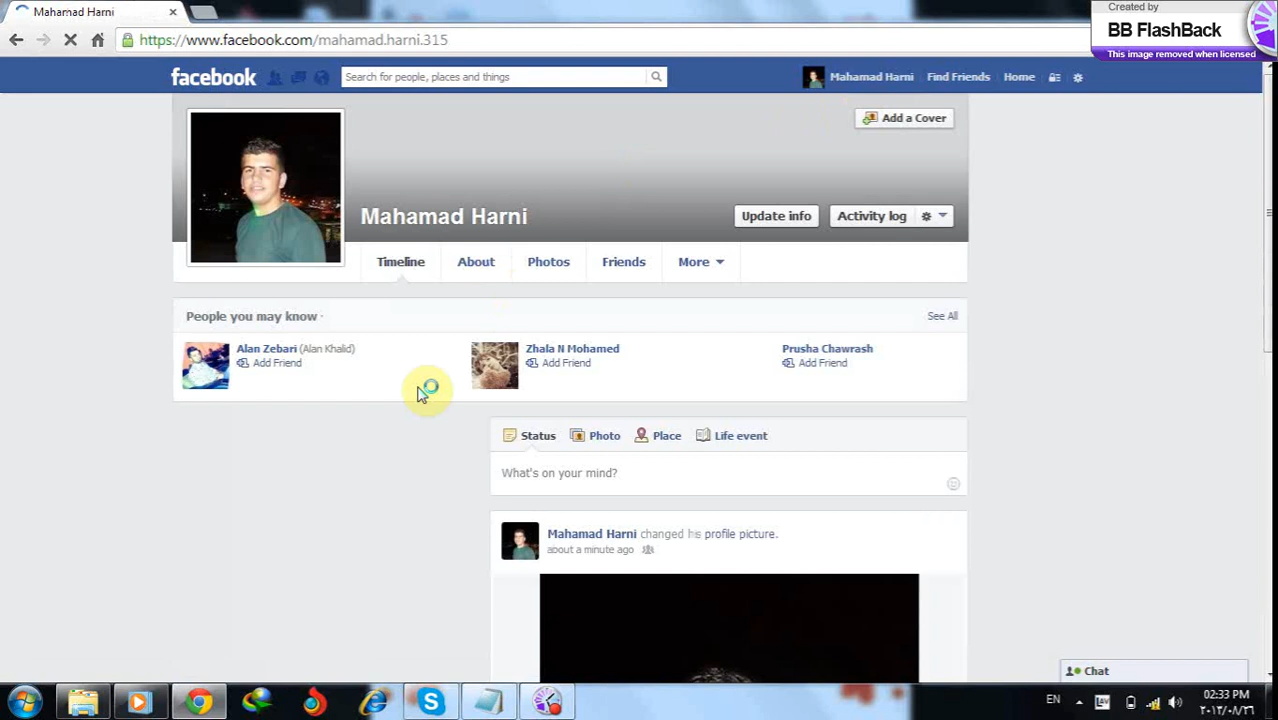 Mahamad Harni
Created by
BB FlashBack
This image removed when licensed
https://www.facebook.com/mahamad.harni.315
facebook
Search for people, places and things
Mahamad Harni Find Friends Home
Add a Cover
Mahamad Harni
Update info
Activity log
Timeline About Photos Friends More
People you may know ·
See All
Alan Zebari (Alan Khalid)
Add Friend
Zhala N Mohamed
Add Friend
Prusha Chawrash
Add Friend
Status Photo Place Life event
What's on your mind?
Mahamad Harni changed his profile picture.
about a minute ago
Chat
EN
02:33 PM
٢٠١٣/٠٨/٢٦